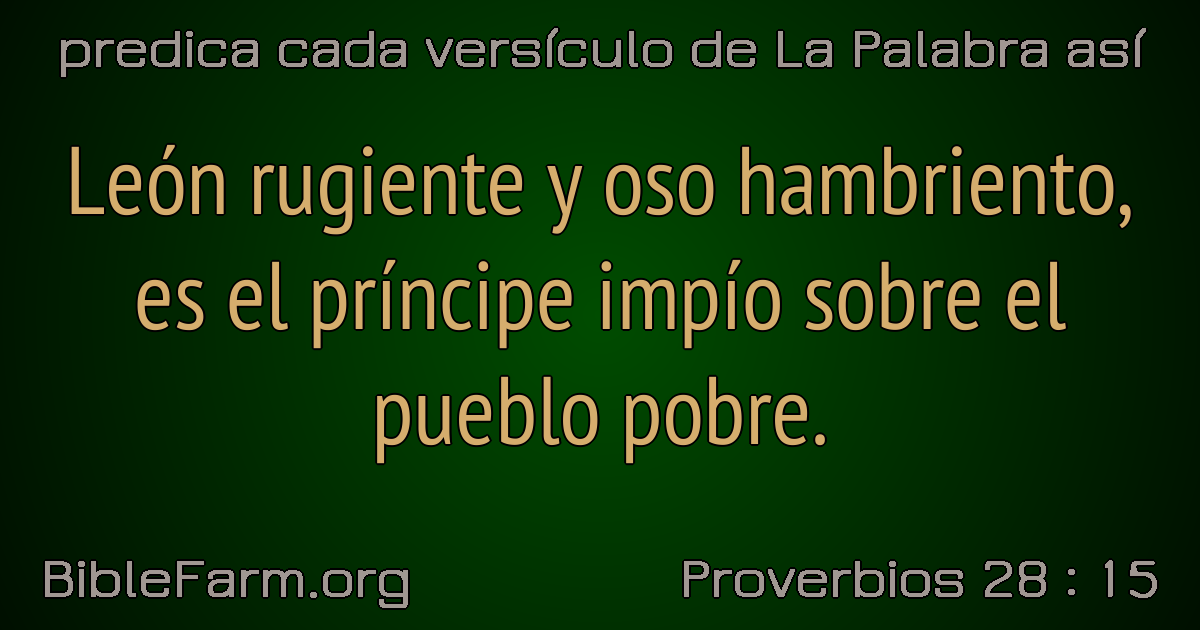 predica cada versículo de La Palabra así
León rugiente y oso hambriento,
es el príncipe impío sobre el
pueblo pobre.
BibleFarm.org
Proverbios 28 : 15